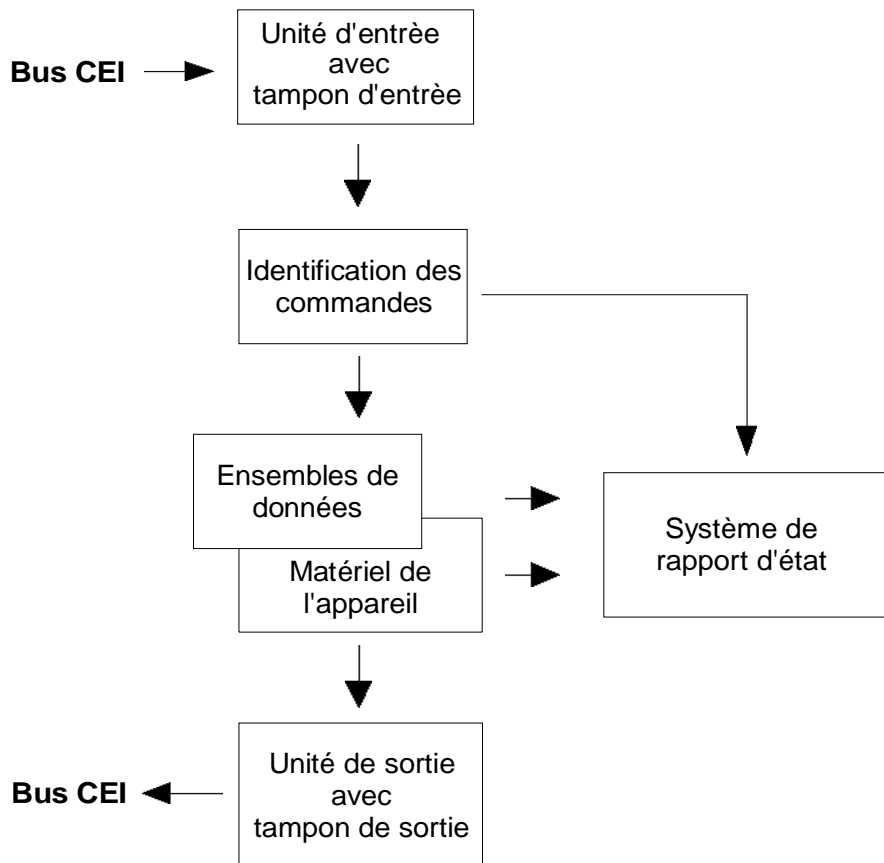 Unité d'entrèe
avec
tampon d'entrèe
Bus CEI
Identification des
commandes
Ensembles de
données
Matériel de
l'appareil
Système de
rapport d'état
Unité de sortie
avec
tampon de sortie
Bus CEI